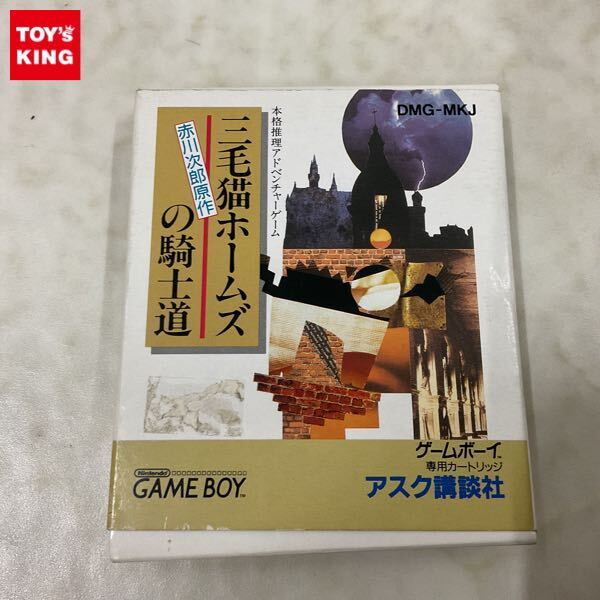 TOY's
KING
DMG-MKJ
本格推理アドベンチャーゲーム
赤川次郎原作
三毛猫ホームズ
の騎士道
Nintendo
GAME BOY™
ゲームボーイ™
専用カートリッジ
アスク講談社